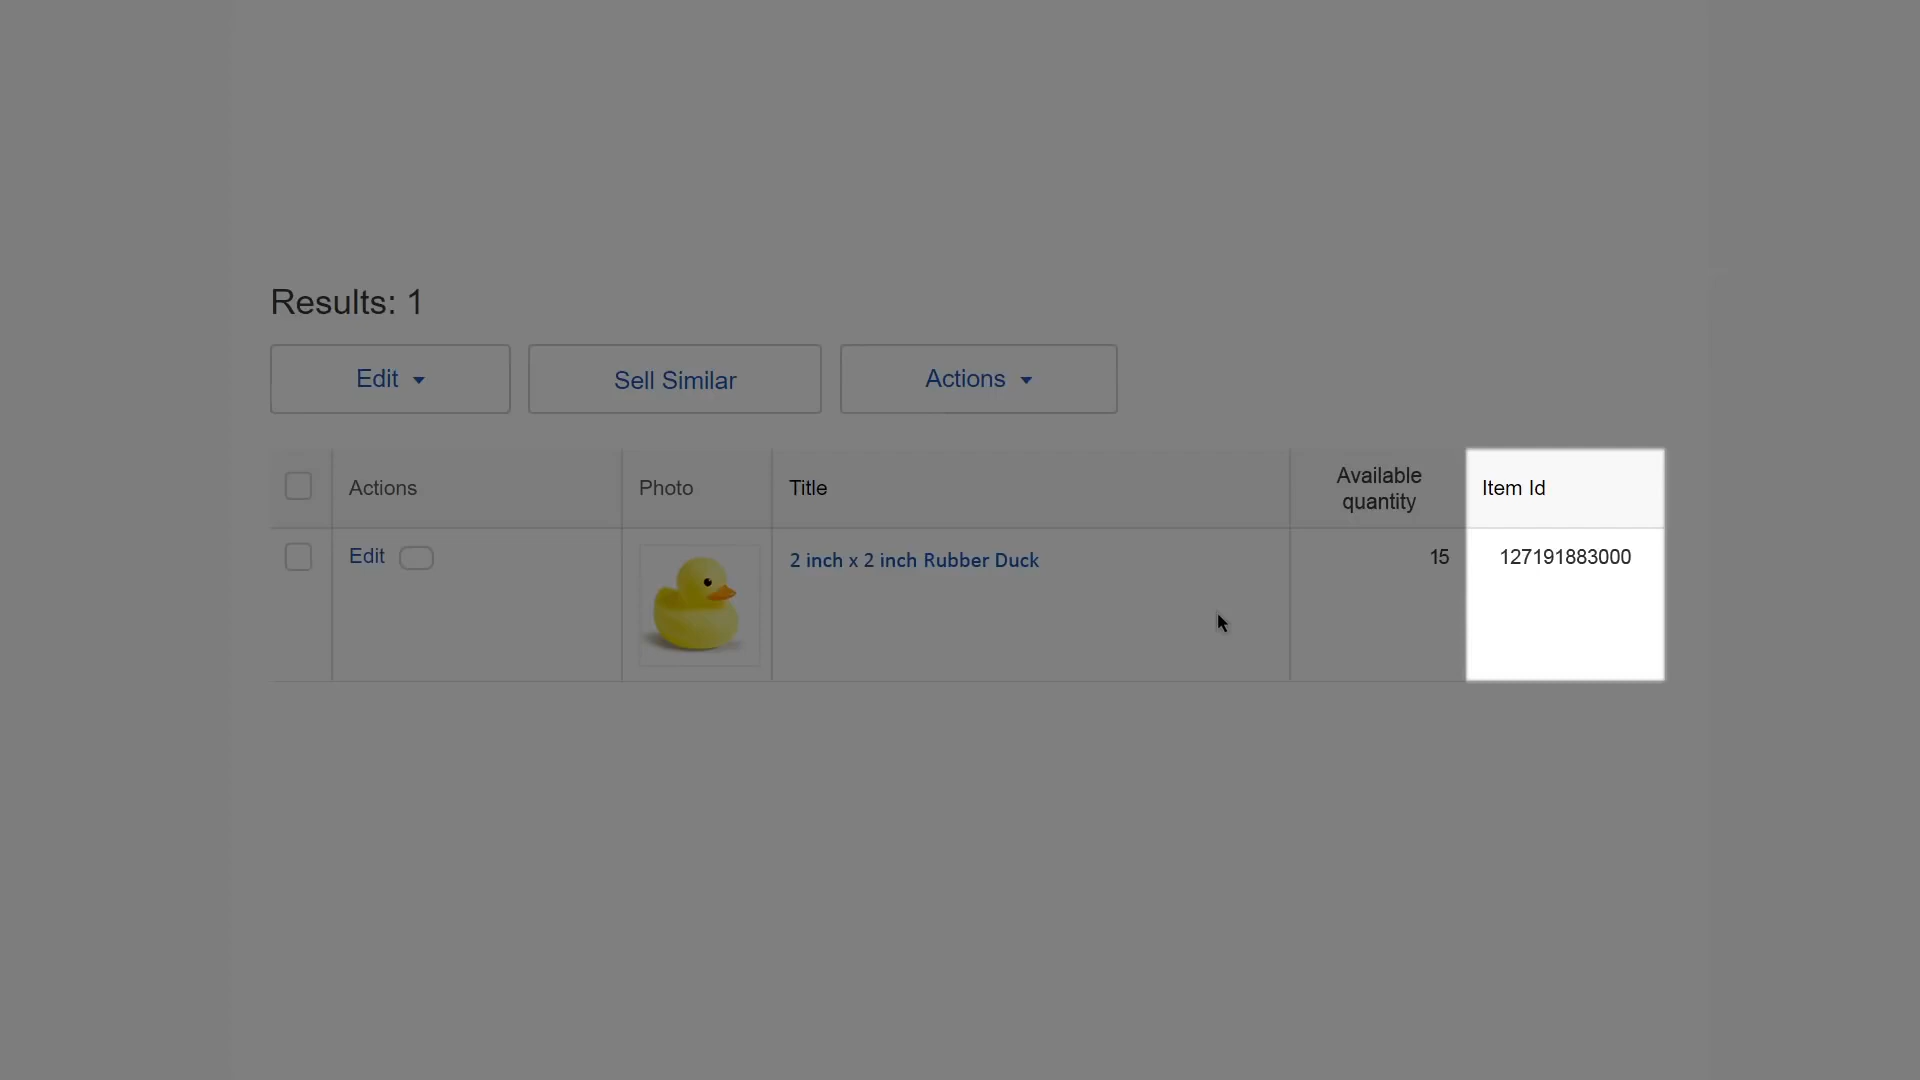 Results: 1
Edit
Sell Similar
Actions
Actions
Photo
Title
Available
quantity
Item Id
Edit
2 inch x 2 inch Rubber Duck
15
127191883000